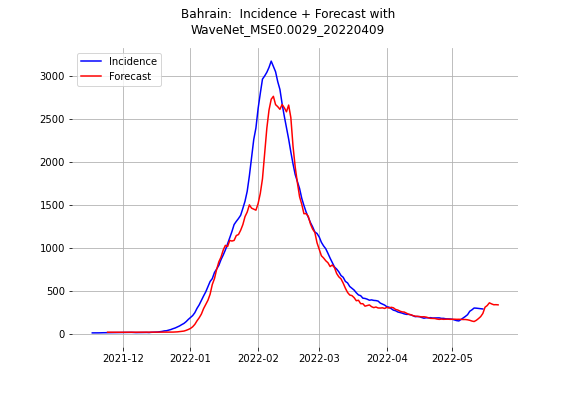 Bahrain:  Incidence + Forecast with
WaveNet_MSE0.0029_20220409
Incidence
Forecast
3000
2500
2000
1500
1000
500
0
2021-12 2022-01 2022-02 2022-03 2022-04 2022-05